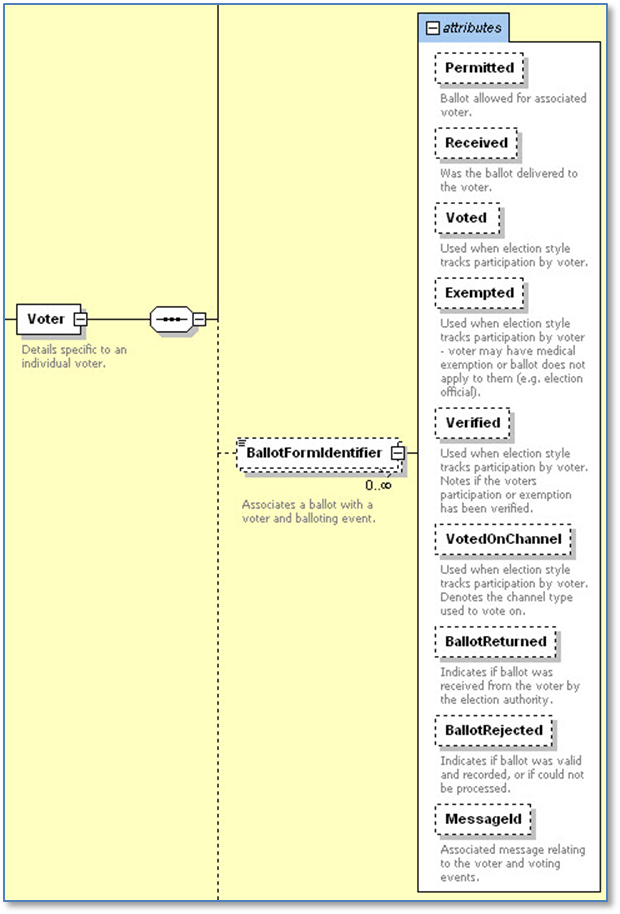 attributes
Permitted
Ballot allowed for associated
voter.
Received
Was the ballot delivered to
the voter.
Voted
Used when election style
tracks participation by voter.
Exempted
Used when election style
tracks participation by voter
- voter may have medical
exemption or ballot does not
apply to them (e.g. election
official).
Voter
Details specific to an
individual voter.
Verified
Used when election style
tracks participation by voter.
Notes if the voters
participation or exemption
has been verified.
BallotFormIdentifier
0..∞
Associates a ballot with a
voter and balloting event.
VotedOnChannel
Used when election style
tracks participation by voter.
Denotes the channel type
used to vote on.
BallotReturned
Indicates if ballot was
received from the voter by
the election authority.
BallotRejected
Indicates if ballot was valid
and recorded, or if could not
be processed.
MessageId
Associated message relating
to the voter and voting
events.